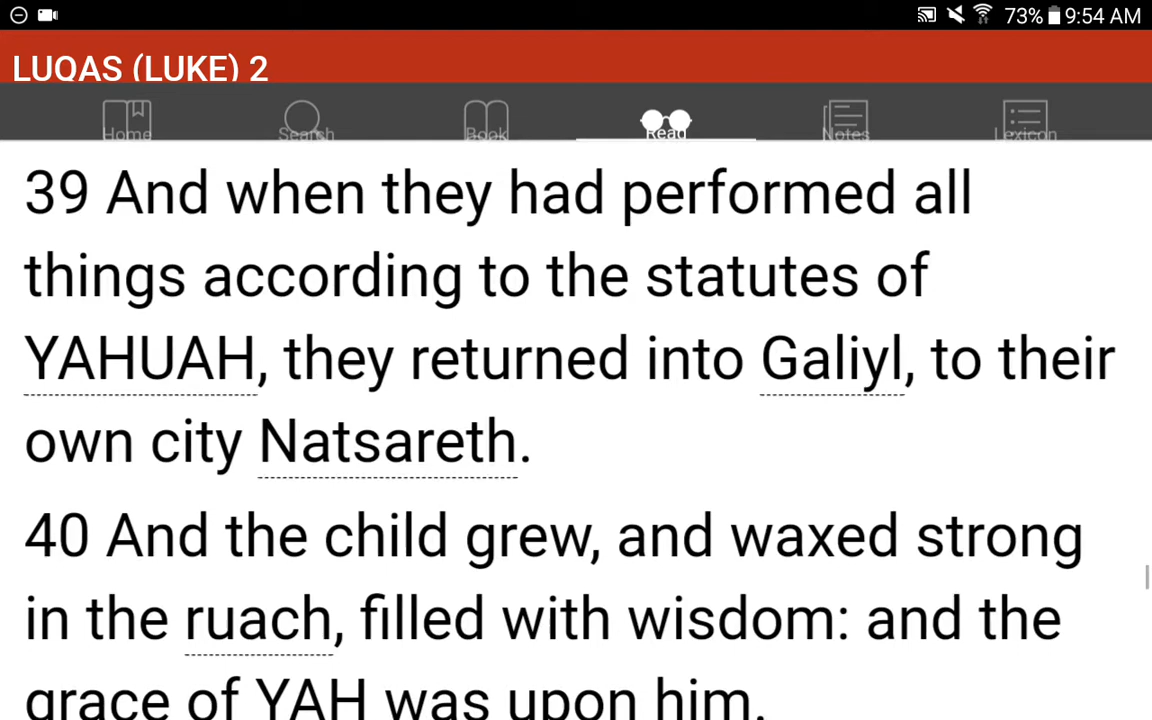 73% 9:54 AM
LUQAS (LUKE) 2
Home Search Book Read Notes Lexicon
39 And when they had performed all
things according to the statutes of
YAHUAH, they returned into Galiyl, to their
own city Natsareth.
40 And the child grew, and waxed strong
in the ruach, filled with wisdom: and the
grace of YAH was upon him.